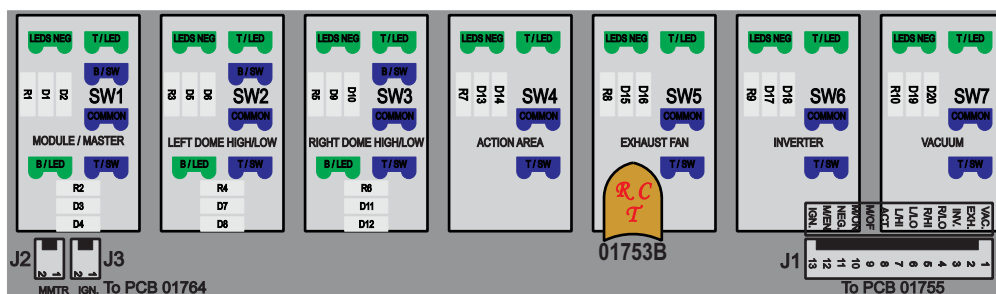 LEDS NEG T / LED LEDS NEG T / LED LEDS NEG T / LED LEDS NEG T / LED LEDS NEG T / LED LEDS NEG T / LED LEDS NEG T / LED
B / SW B / SW B / SW
R1 D1 D2 SW1 R3 D5 D6 SW2 R5 D9 D10 SW3 R7 D13 D14 SW4 R8 D15 D16 SW5 R9 D17 D18 SW6 R10 D19 D20 SW7
COMMON COMMON COMMON COMMON COMMON COMMON COMMON
MODULE / MASTER LEFT DOME HIGH/LOW RIGHT DOME HIGH/LOW ACTION AREA EXHAUST FAN INVERTER VACUUM
B / LED T / SW B / LED T / SW B / LED T / SW T / SW T / SW T / SW T / SW
R2 R4 R6
D3 D7 D11
D4 D8 D12
R C
T
01753B
IGN. M/EN NEG. M/ON M/OF ACT. L/HI L/LO R/HI R/LO INV. EXH. VAC.
J2 J3 J1
2 1 2 1 13 12 11 10 9 8 7 6 5 4 3 2 1
MMTR IGN. To PCB 01764 To PCB 01755